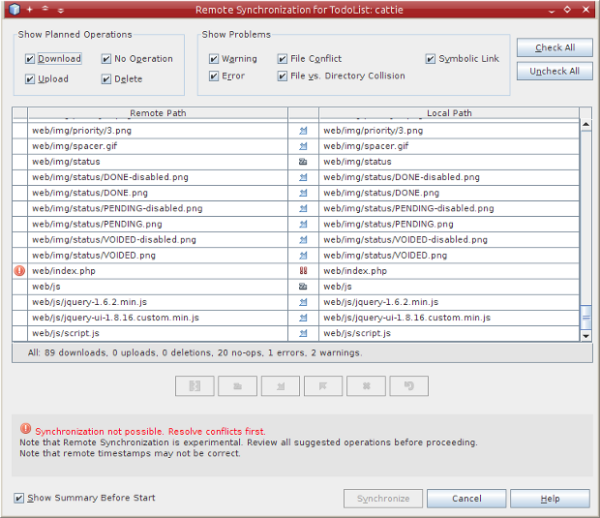 Remote Synchronization for TodoList: cattie
Show Planned Operations
Show Problems
Download
No Operation
Warning
File Conflict
Symbolic Link
Check All
Upload
Delete
Error
File vs. Directory Collision
Uncheck All
Remote Path Local Path
web/img/priority/3.png web/img/priority/3.png
web/img/spacer.gif web/img/spacer.gif
web/img/status web/img/status
web/img/status/DONE-disabled.png web/img/status/DONE-disabled.png
web/img/status/DONE.png web/img/status/DONE.png
web/img/status/PENDING-disabled.png web/img/status/PENDING-disabled.png
web/img/status/PENDING.png web/img/status/PENDING.png
web/img/status/VOIDED-disabled.png web/img/status/VOIDED-disabled.png
web/img/status/VOIDED.png web/img/status/VOIDED.png
web/index.php web/index.php
web/js web/js
web/js/jquery-1.6.2.min.js web/js/jquery-1.6.2.min.js
web/js/jquery-ui-1.8.16.custom.min.js web/js/jquery-ui-1.8.16.custom.min.js
web/js/script.js web/js/script.js
All: 89 downloads, 0 uploads, 0 deletions, 20 no-ops, 1 errors, 2 warnings.
Synchronization not possible. Resolve conflicts first.
Note that Remote Synchronization is experimental. Review all suggested operations before proceeding.
Note that remote timestamps may not be correct.
Show Summary Before Start
Synchronize
Cancel
Help